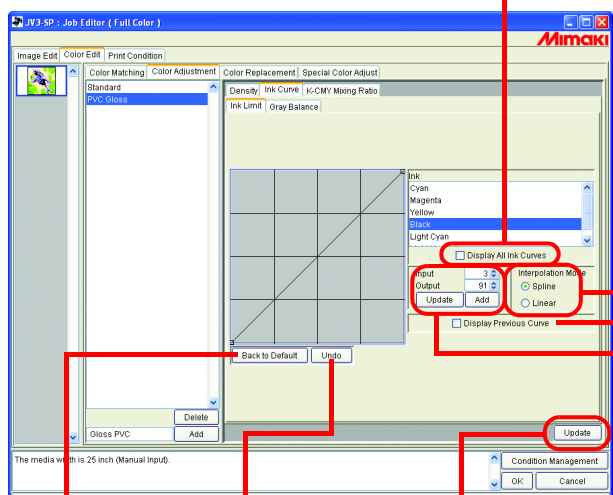 JV3-SP : Job Editor ( Full Color )
Mimaki
Image Edit Color Edit Print Condition
Color Matching Color Adjustment Color Replacement Special Color Adjust
Standard
PVC Gloss
Density Ink Curve K-CMY Mixing Ratio
Ink Limit Gray Balance
Ink
Cyan
Magenta
Yellow
Black
Light Cyan
Display All Ink Curves
Input 3
Output 91
Update Add
Interpolation Mode
Spline
Linear
Display Previous Curve
Back to Default Undo
Delete
Gloss PVC Add
Update
The media width is 25 inch (Manual Input).
Condition Management
OK Cancel